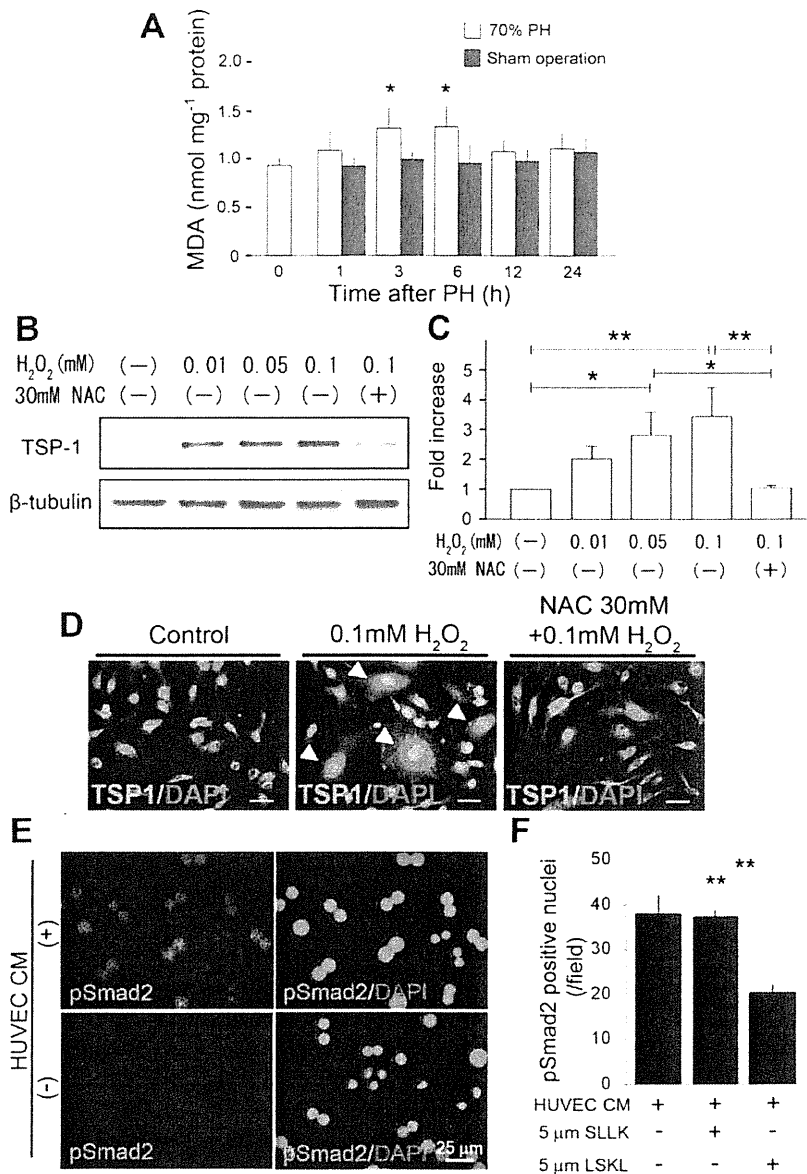 A
70% PH
Sham operation
*
*
MDA (nmol mg⁻¹ protein)
2.0
1.5
1.0
0.5
0
0 1 3 6 12 24
Time after PH (h)
B
H₂O₂(mM) (−) 0.01 0.05 0.1 0.1
30mM NAC (−) (−) (−) (−) (+)
TSP-1
β-tubulin
C
** **
* *
Fold increase
5
4
3
2
1
0
H₂O₂(mM) (−) 0.01 0.05 0.1 0.1
30mM NAC (−) (−) (−) (−) (+)
D
Control
0.1mM H₂O₂
NAC 30mM
+0.1mM H₂O₂
TSP1/DAPI
TSP1/DAPI
TSP1/DAPI
E
HUVEC CM
(+)
(-)
pSmad2
pSmad2/DAPI
pSmad2
pSmad2/DAPI
25 μm
F
**
**
pSmad2 positive nuclei
(/field)
50
40
30
20
10
0
HUVEC CM + + +
5 μm SLLK - + -
5 μm LSKL - - +